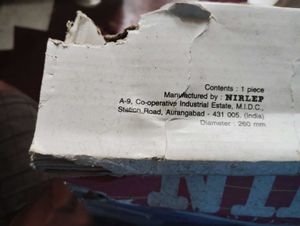 Contents : 1 piece
Manufactured by : NIRLEP
A-9, Co-operative Industrial Estate, M.I.D.C.,
Station Road, Aurangabad - 431 005. (India)
Diameter : 260 mm